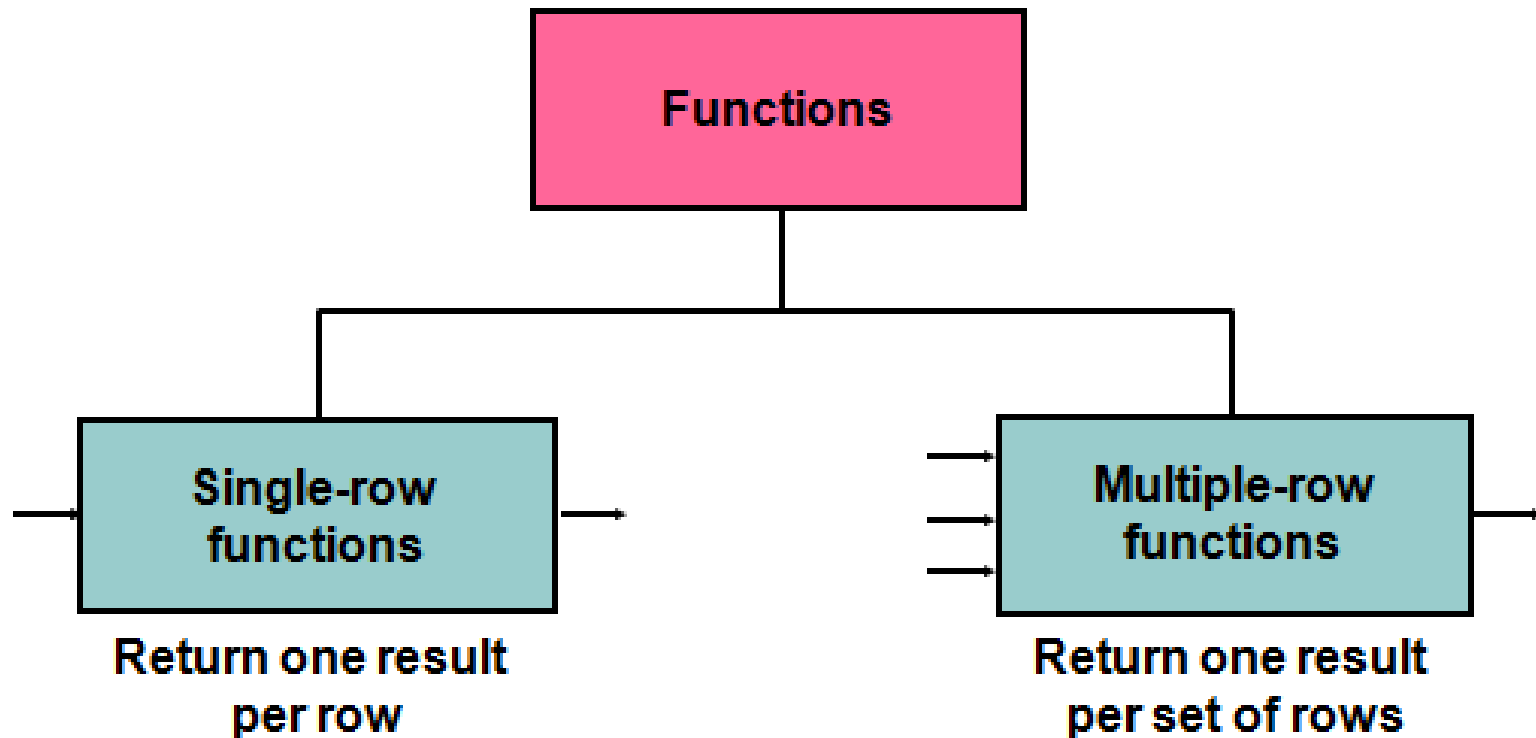 Functions
Single-row
functions
Return one result
per row
Multiple-row
functions
Return one result
per set of rows